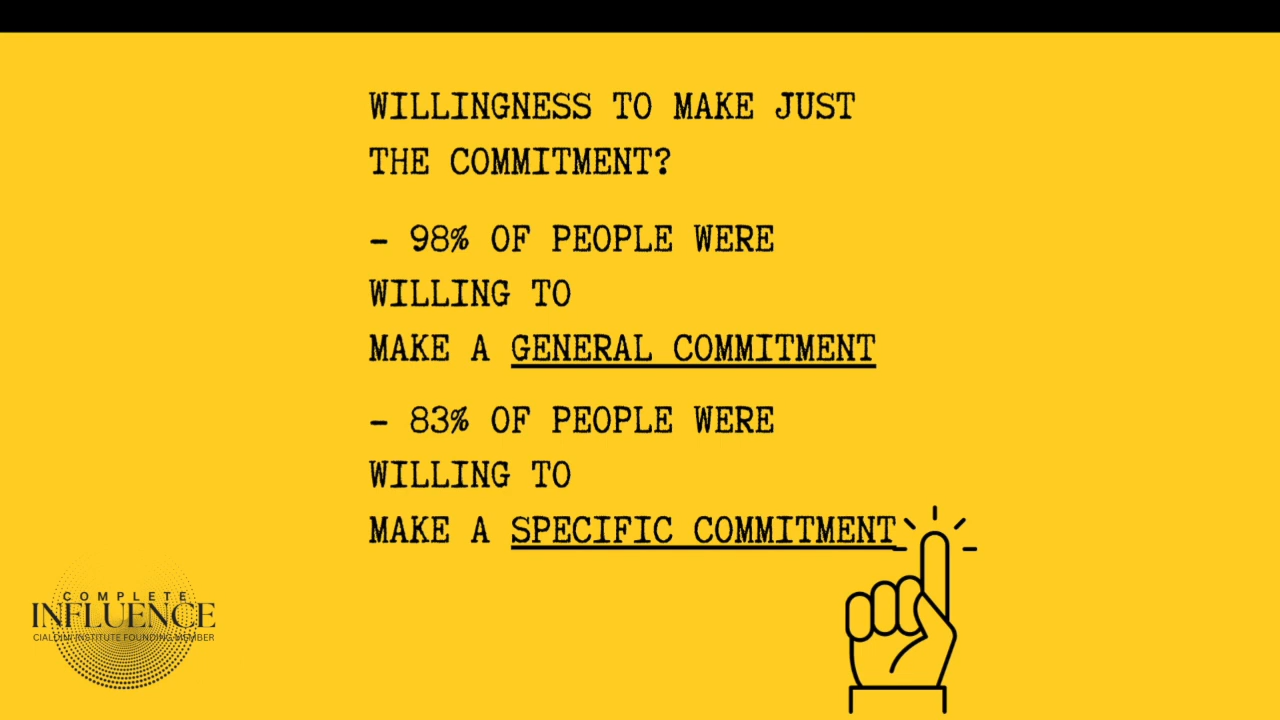 WILLINGNESS TO MAKE JUST
THE COMMITMENT?
- 98% OF PEOPLE WERE
WILLING TO
MAKE A GENERAL COMMITMENT
- 83% OF PEOPLE WERE
WILLING TO
MAKE A SPECIFIC COMMITMENT
COMPLETE
INFLUENCE
CIALDINI INSTITUTE FOUNDING MEMBER